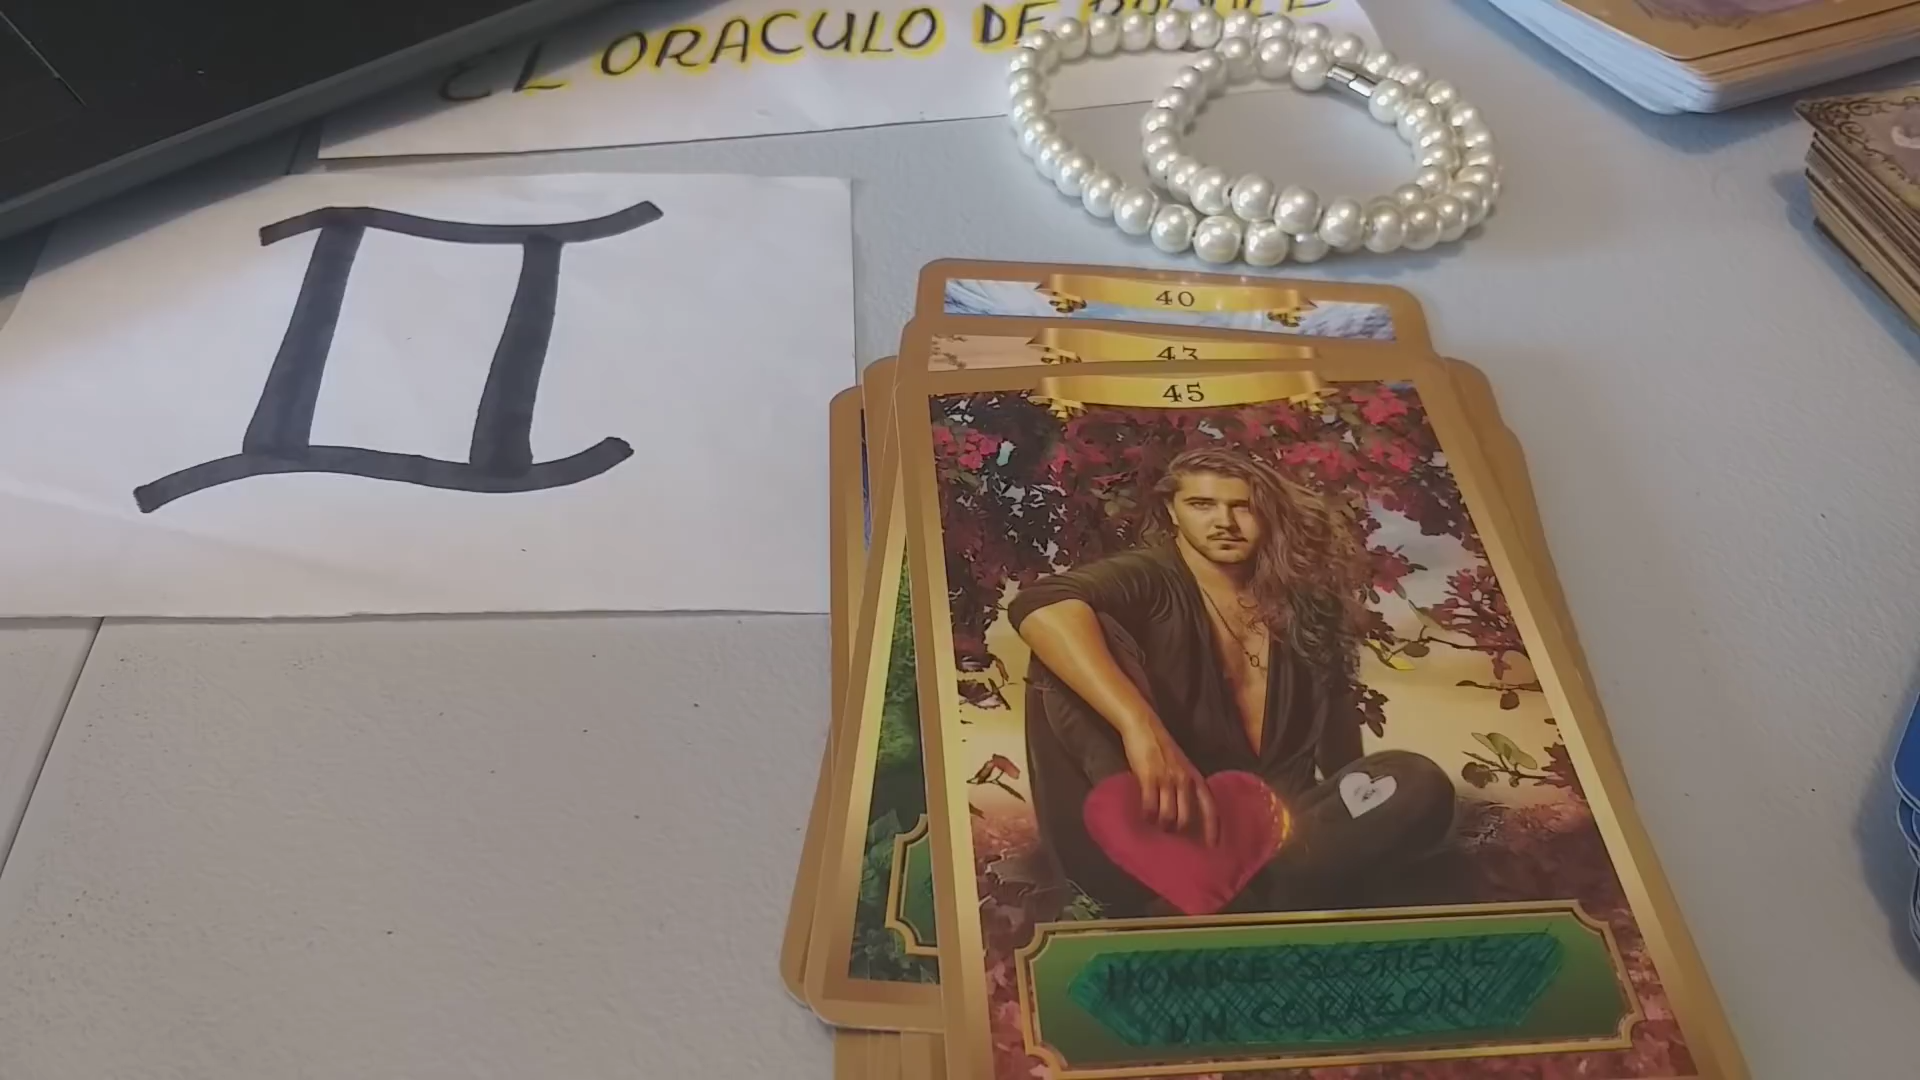 EL ORACULO DE
40
43
45
HOMBRE SOSTIENE
UN CORAZON